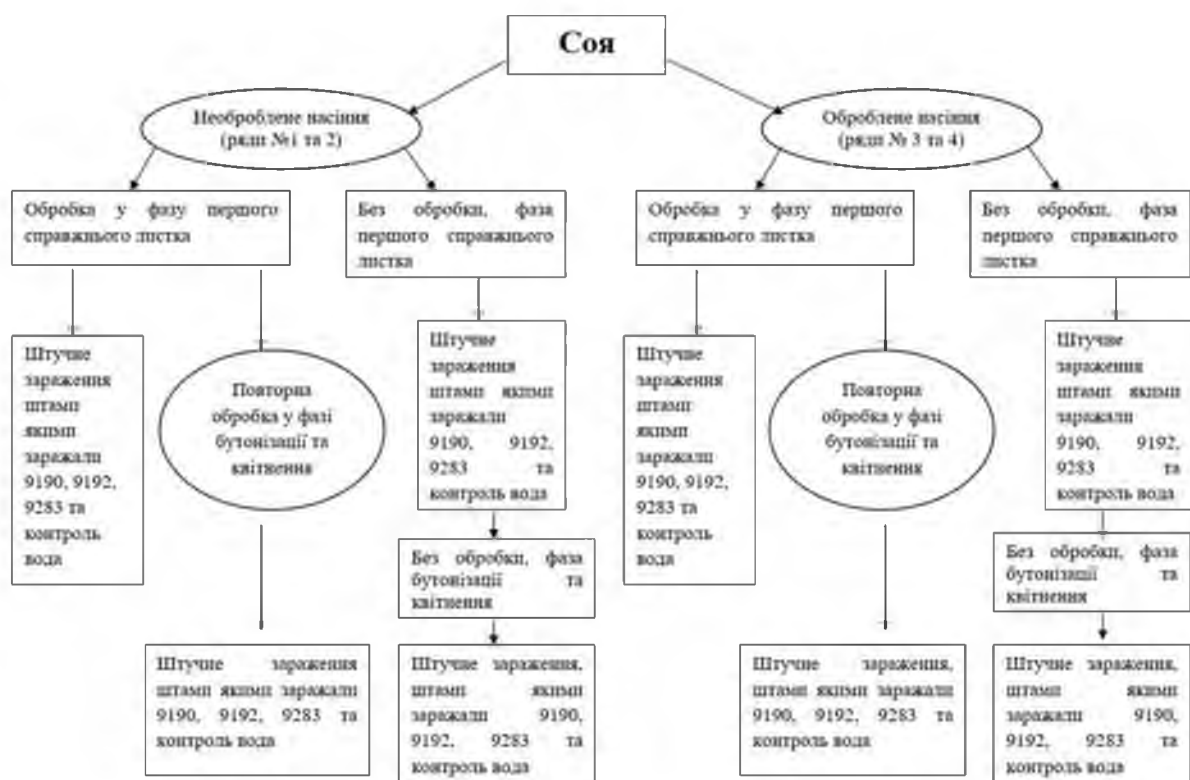 Соя
Необроблене насіння
(ряди №1 та 2)
Оброблене насіння
(ряди № 3 та 4)
Обробка у фазу першого
справжнього листка
Без обробки, фаза
першого справжнього
листка
Обробка у фазу першого
справжнього листка
Без обробки, фаза
першого справжнього
листка
Штучне
зараження
штами
якими
заражали
9190, 9192,
9283 та
контроль
вода
Повторна
обробка у фазі
бутонізації та
квітнення
Штучне
зараження
штами якими
заражали
9190, 9192,
9283 та
контроль вода
Штучне
зараження
штами
якими
заражали
9190, 9192,
9283 та
контроль
вода
Повторна
обробка у фазі
бутонізації та
квітнення
Штучне
зараження
штами якими
заражали
9190, 9192,
9283 та
контроль вода
Без обробки, фаза
бутонізації та
квітнення
Без обробки, фаза
бутонізації та
квітнення
Штучне зараження
штами якими заражали
9190, 9192, 9283 та
контроль вода
Штучне зараження,
штами якими
заражали 9190,
9192, 9283 та
контроль вода
Штучне зараження,
штами якими заражали
9190, 9192, 9283 та
контроль вода
Штучне зараження,
штами якими
заражали 9190,
9192, 9283 та
контроль вода